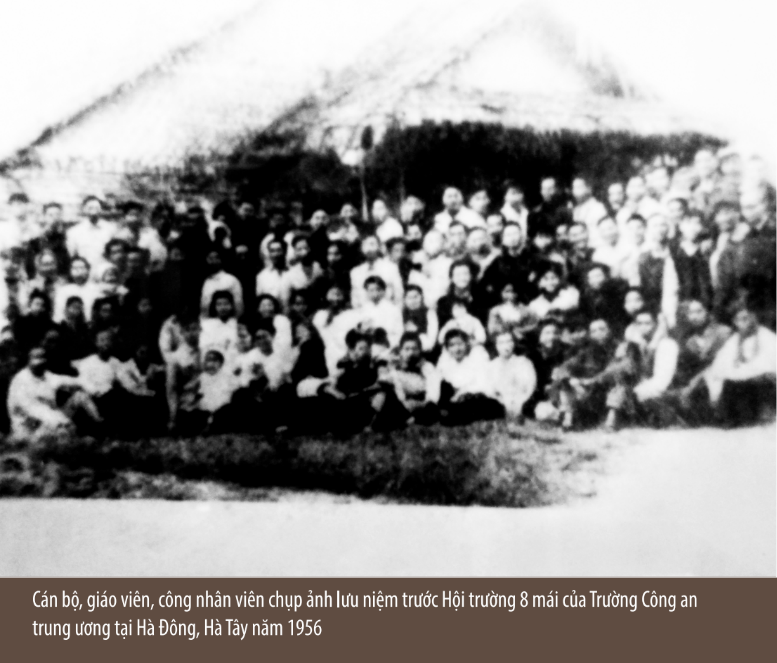 Cán bộ, giáo viên, công nhân viên chụp ảnh lưu niệm trước Hội trường 8 mái của Trường Công an
trung ương tại Hà Đông, Hà Tây năm 1956